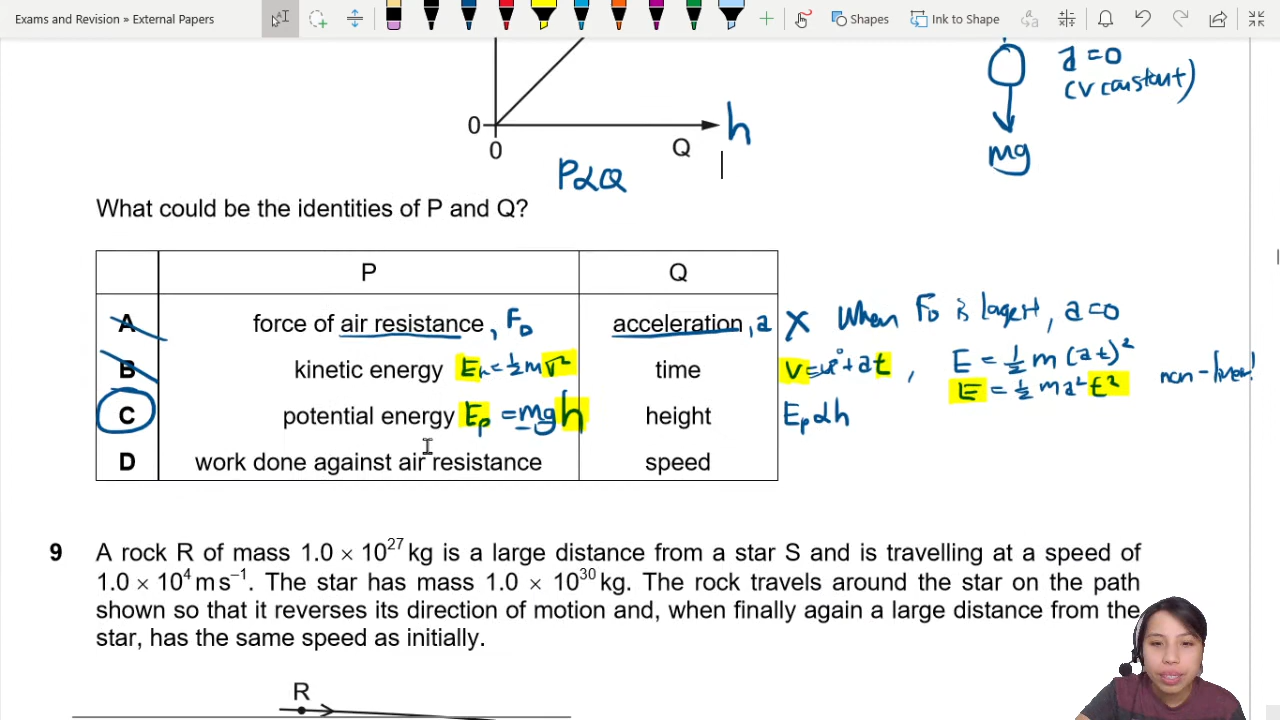 Exams and Revision » External Papers
Shapes
Ink to Shape
a = 0
(v constant)
0
0
Q
h
mg
P∝Q
What could be the identities of P and Q?
P Q
A force of air resistance, F_D acceleration, a X When F_D is largest, a=0
B kinetic energy E_k = ½mv² time v = u⁰ + at, E = ½m(at)²
E = ½ma²t² non-linear!
C potential energy E_p = mgh height E_p∝h
D work done against air resistance speed
9 A rock R of mass 1.0 × 10²⁷ kg is a large distance from a star S and is travelling at a speed of
1.0 × 10⁴ m s⁻¹. The star has mass 1.0 × 10³⁰ kg. The rock travels around the star on the path
shown so that it reverses its direction of motion and, when finally again a large distance from the
star, has the same speed as initially.
R